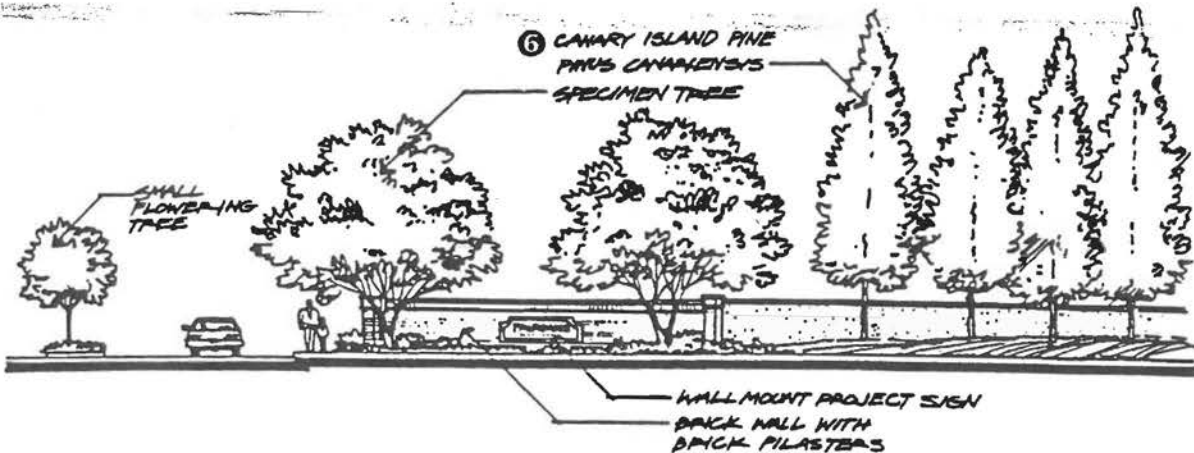 6 CANARY ISLAND PINE
PINUS CANARIENSIS
SPECIMEN TREE
SMALL
FLOWERING
TREE
WALL MOUNT PROJECT SIGN
BRICK WALL WITH
BRICK PILASTERS